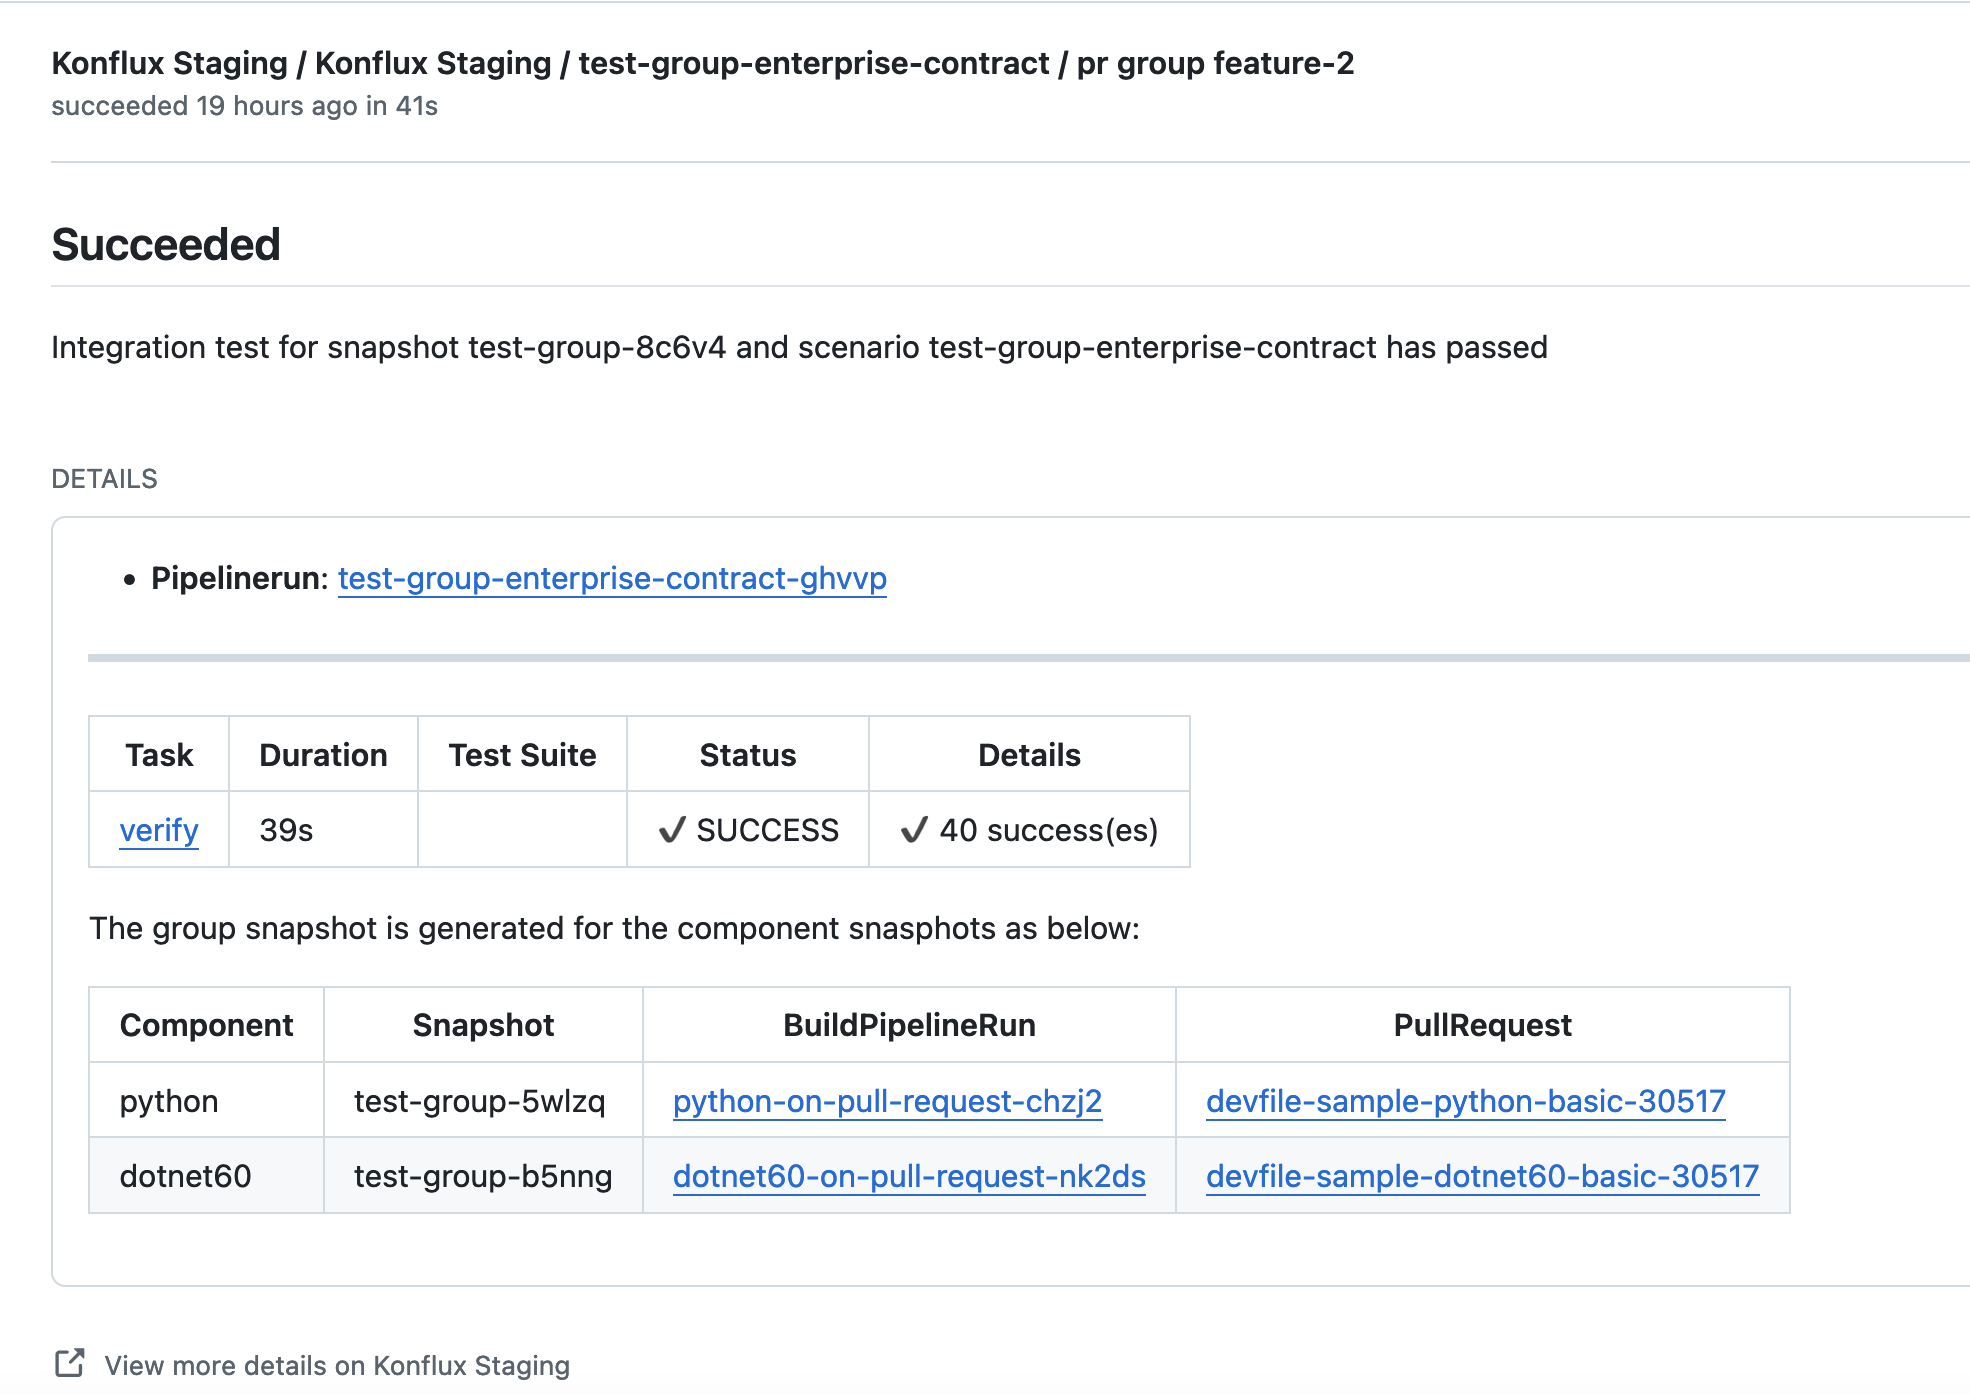 Konflux Staging / Konflux Staging / test-group-enterprise-contract / pr group feature-2
succeeded 19 hours ago in 41s
Succeeded
Integration test for snapshot test-group-8c6v4 and scenario test-group-enterprise-contract has passed
DETAILS
• Pipelinerun: test-group-enterprise-contract-ghvvp
Task Duration Test Suite Status Details
verify 39s ✔ SUCCESS ✔ 40 success(es)
The group snapshot is generated for the component snasphots as below:
Component Snapshot BuildPipelineRun PullRequest
python test-group-5wlzq python-on-pull-request-chzj2 devfile-sample-python-basic-30517
dotnet60 test-group-b5nng dotnet60-on-pull-request-nk2ds devfile-sample-dotnet60-basic-30517
View more details on Konflux Staging